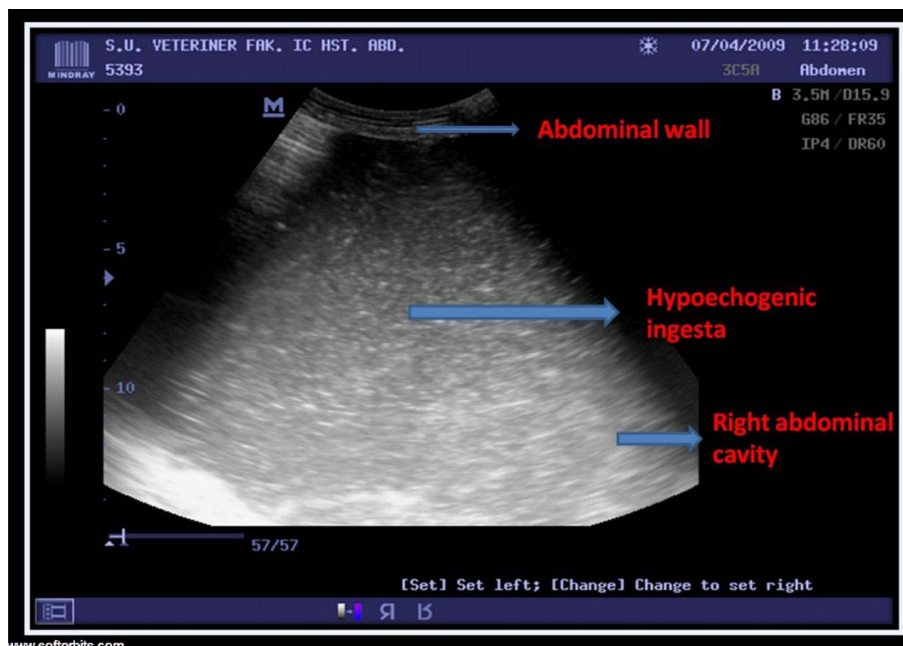 S.U. VETERINER FAK. IC HST. ABD.
07/04/2009 11:28:09
MINDRAY
5393
3C5A
Abdomen
B 3.5M/D15.9
G86/FR35
IP4/DR60
M
0
5
10
Abdominal wall
Hypoechogenic
ingesta
Right abdominal
cavity
57/57
[Set] Set left; [Change] Change to set right
www.softorbits.com